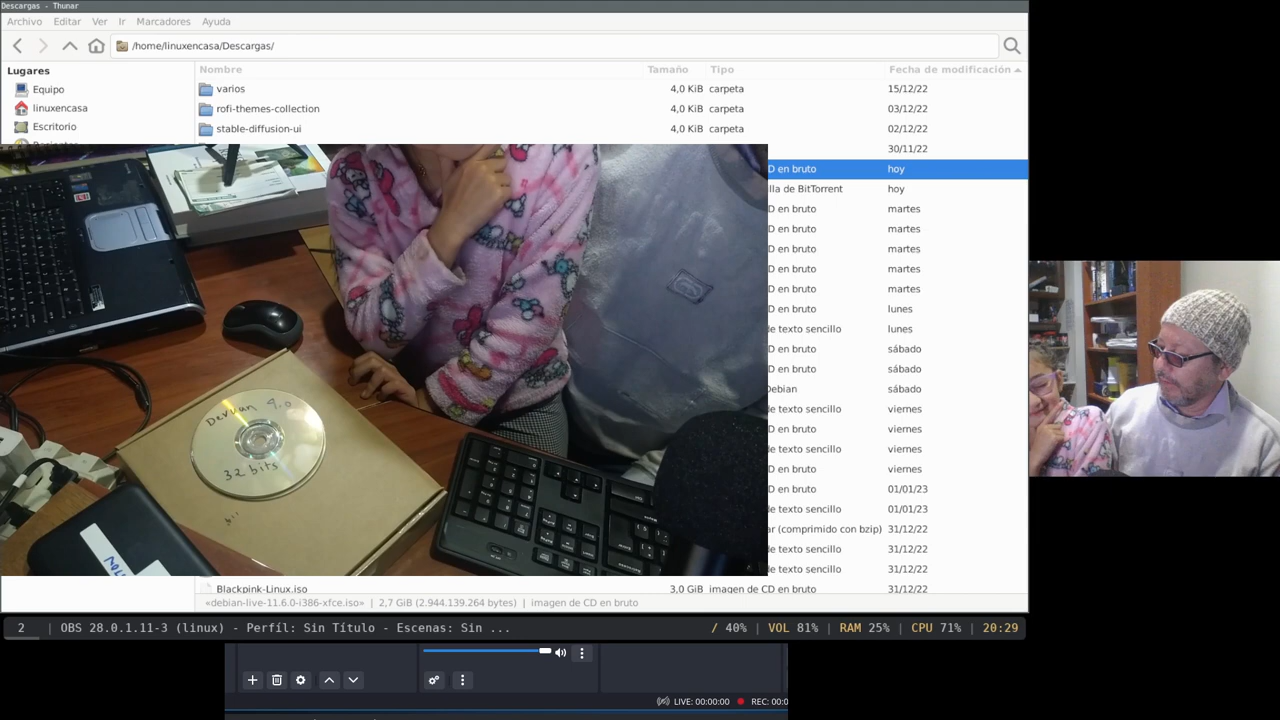 Descargas - Thunar
Archivo Editar Ver Ir Marcadores Ayuda
/home/linuxencasa/Descargas/
Lugares
Equipo
linuxencasa
Escritorio
Nombre Tamaño Tipo Fecha de modificación
varios 4,0 KiB carpeta 15/12/22
rofi-themes-collection 4,0 KiB carpeta 03/12/22
stable-diffusion-ui 4,0 KiB carpeta 02/12/22
30/11/22
D en bruto hoy
lla de BitTorrent hoy
D en bruto martes
D en bruto martes
D en bruto martes
D en bruto martes
D en bruto martes
D en bruto lunes
de texto sencillo lunes
D en bruto sábado
D en bruto sábado
Debian sábado
de texto sencillo viernes
D en bruto viernes
de texto sencillo viernes
D en bruto viernes
D en bruto 01/01/23
de texto sencillo 01/01/23
ar (comprimido con bzip) 31/12/22
de texto sencillo 31/12/22
de texto sencillo 31/12/22
Blackpink-Linux.iso 3,0 GiB imagen de CD en bruto 31/12/22
«debian-live-11.6.0-i386-xfce.iso» | 2,7 GiB (2.944.139.264 bytes) | imagen de CD en bruto
Devuan 4.0
32 bits
2 | OBS 28.0.1.11-3 (linux) - Perfíl: Sin Título - Escenas: Sin ... / 40% | VOL 81% | RAM 25% | CPU 71% | 20:29
LIVE: 00:00:00 REC: 00:0